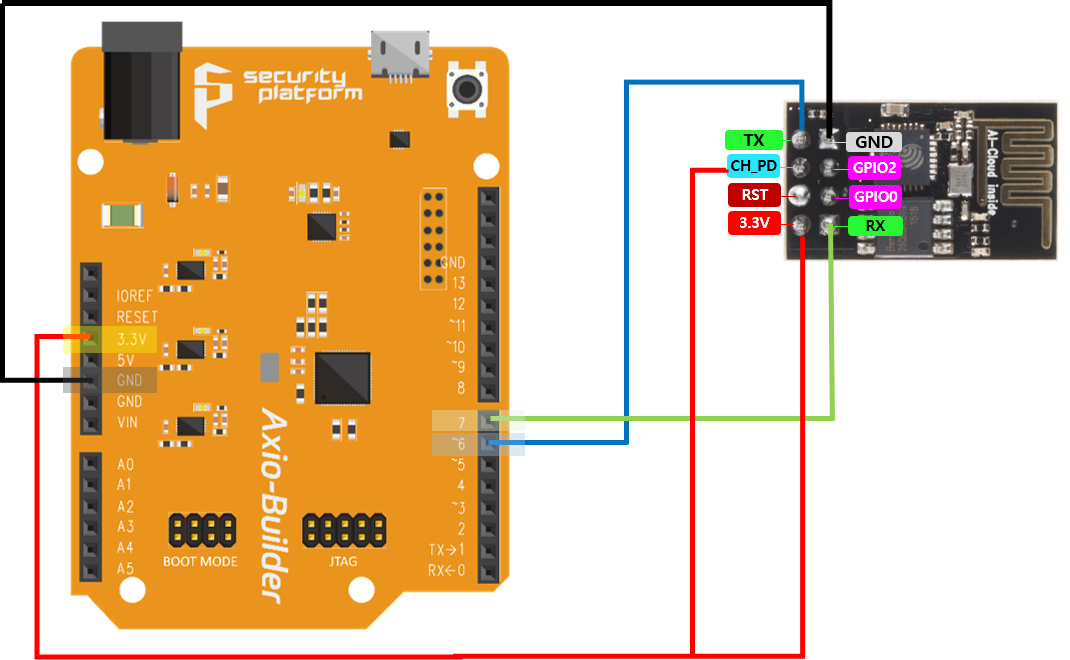 security
platform
IOREF
RESET
3.3V
5V
GND
GND
VIN
A0
A1
A2
A3
A4
A5
GND
13
12
~11
~10
~9
8
7
~6
~5
4
~3
2
TX→1
RX←0
Axio-Builder
BOOT MODE
JTAG
TX
CH_PD
RST
3.3V
GND
GPIO2
GPIO0
RX
AI-Cloud inside